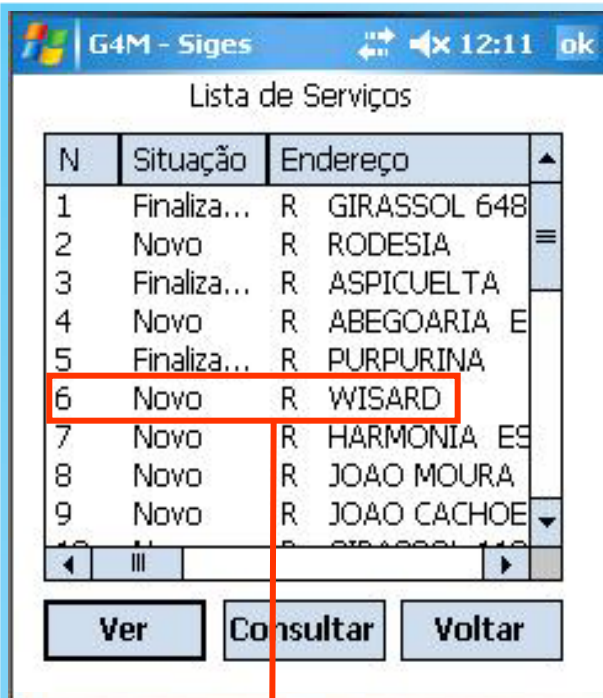 G4M - Siges 12:11 ok
Lista de Serviços
N Situação Endereço
1 Finaliza... R GIRASSOL 648
2 Novo R RODESIA
3 Finaliza... R ASPICUELTA
4 Novo R ABEGOARIA E
5 Finaliza... R PURPURINA
6 Novo R WISARD
7 Novo R HARMONIA ES
8 Novo R JOAO MOURA
9 Novo R JOAO CACHOE
Ver Consultar Voltar